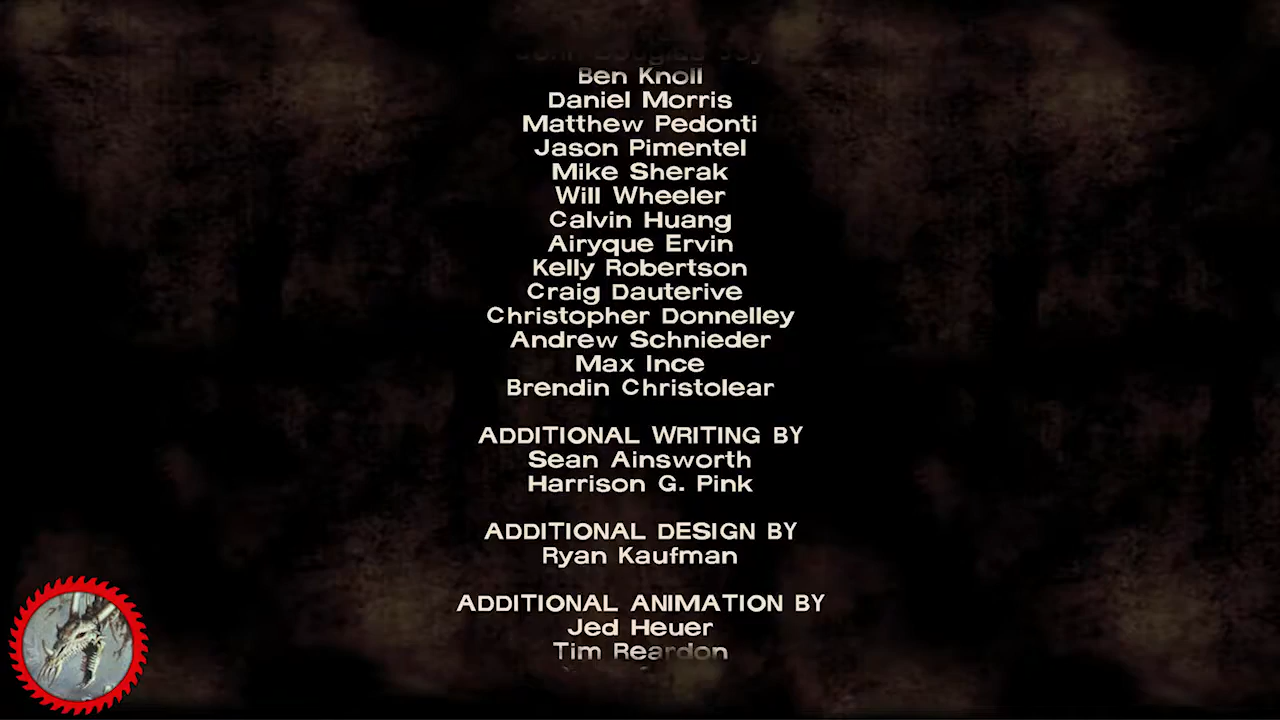 Ben Knoll
Daniel Morris
Matthew Pedonti
Jason Pimentel
Mike Sherak
Will Wheeler
Calvin Huang
Airyque Ervin
Kelly Robertson
Craig Dauterive
Christopher Donnelley
Andrew Schnieder
Max Ince
Brendin Christolear
ADDITIONAL WRITING BY
Sean Ainsworth
Harrison G. Pink
ADDITIONAL DESIGN BY
Ryan Kaufman
ADDITIONAL ANIMATION BY
Jed Heuer
Tim Reardon